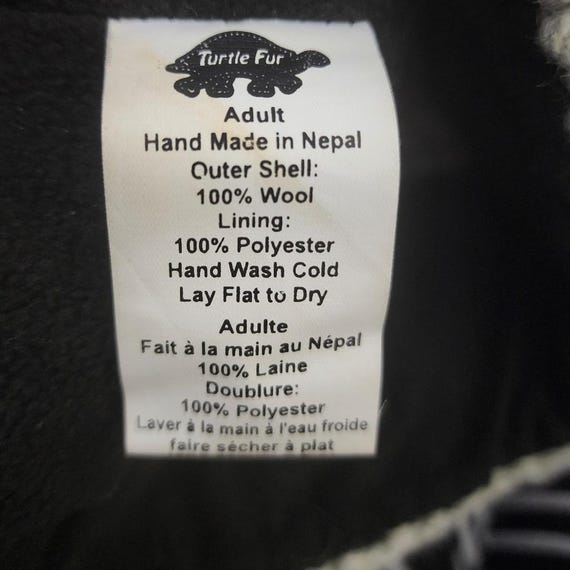 Turtle Fur
Adult
Hand Made in Nepal
Outer Shell:
100% Wool
Lining:
100% Polyester
Hand Wash Cold
Lay Flat to Dry
Adulte
Fait à la main au Népal
100% Laine
Doublure:
100% Polyester
Laver à la main à l'eau froide
faire sécher à plat